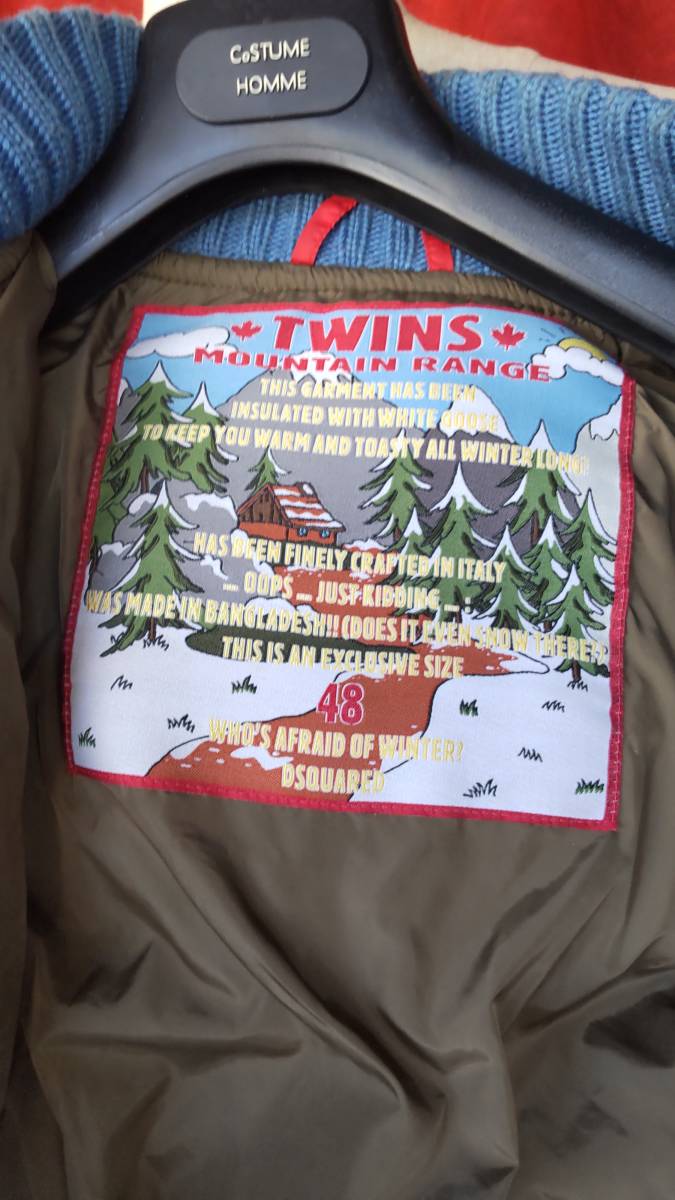 CoSTUME
HOMME
TWINS
MOUNTAIN RANGE
THIS GARMENT HAS BEEN
INSULATED WITH WHITE GOOSE
TO KEEP YOU WARM AND TOASTY ALL WINTER LONG!
HAS BEEN FINELY CRAFTED IN ITALY
.... OOPS ... JUST KIDDING ... :
WAS MADE IN BANGLADESH!! (DOES IT EVEN SNOW THERE?)
THIS IS AN EXCLUSIVE SIZE
48
WHO'S AFRAID OF WINTER?
DSQUARED